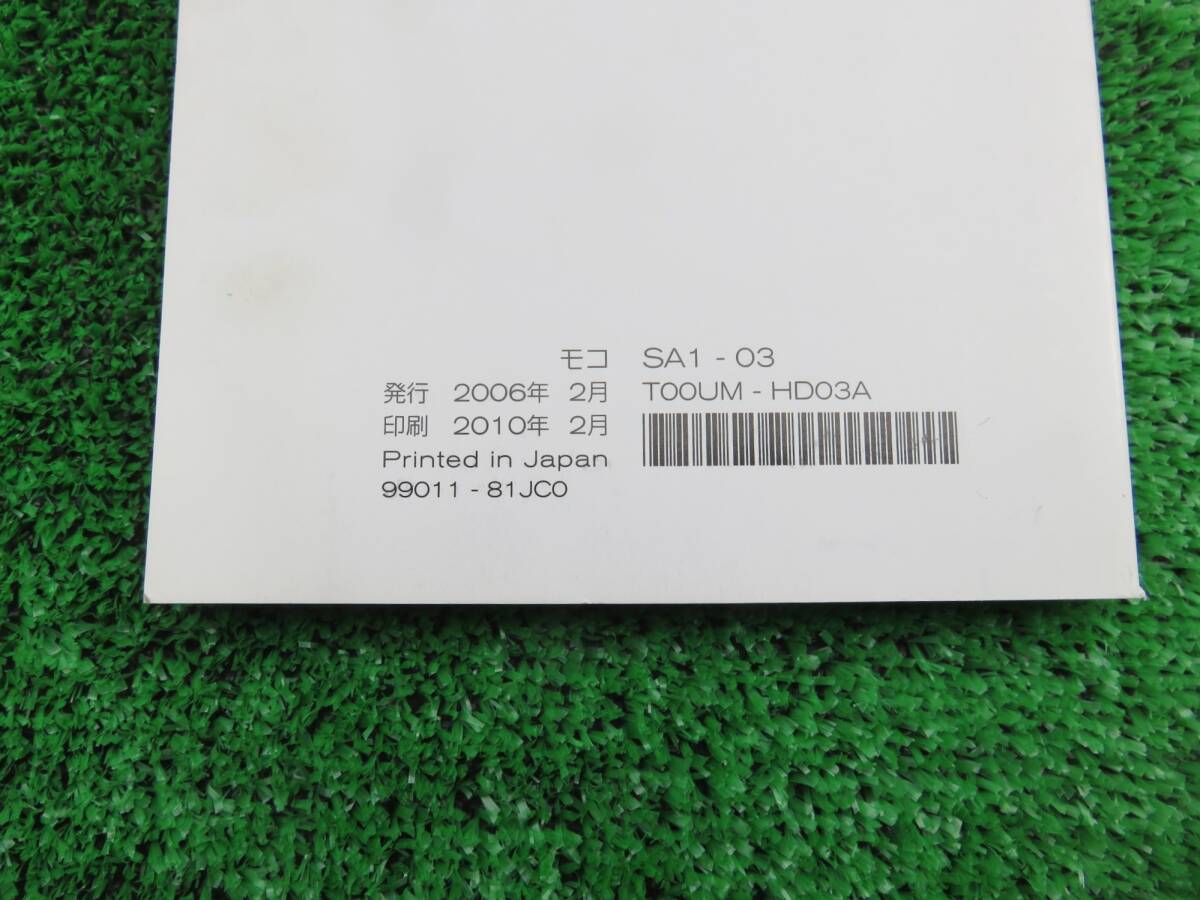 モコ SA1 - 03
発行 2006年 2月 T00UM - HD03A
印刷 2010年 2月
Printed in Japan
99011 - 81JC0